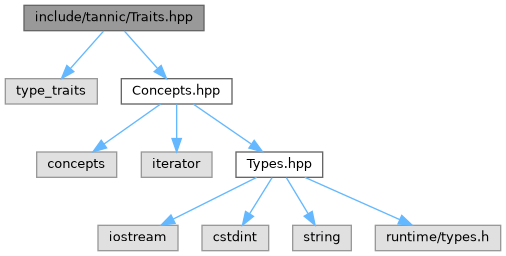 include/tannic/Traits.hpp
type_traits
Concepts.hpp
concepts
iterator
Types.hpp
iostream
cstdint
string
runtime/types.h